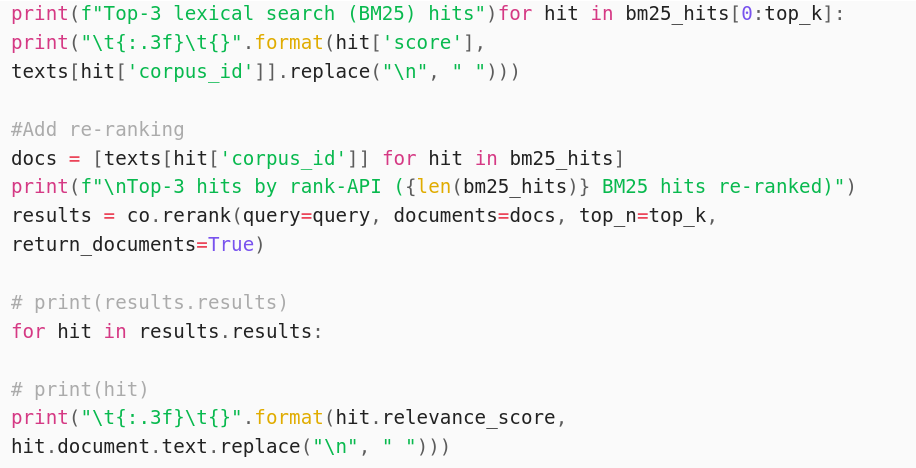 print(f"Top-3 lexical search (BM25) hits")for hit in bm25_hits[0:top_k]:
print("\t{:.3f}\t{}".format(hit['score'],
texts[hit['corpus_id']].replace("\n", " ")))

#Add re-ranking
docs = [texts[hit['corpus_id']] for hit in bm25_hits]
print(f"\nTop-3 hits by rank-API ({len(bm25_hits)} BM25 hits re-ranked)")
results = co.rerank(query=query, documents=docs, top_n=top_k,
return_documents=True)

# print(results.results)
for hit in results.results:

# print(hit)
print("\t{:.3f}\t{}".format(hit.relevance_score,
hit.document.text.replace("\n", " ")))